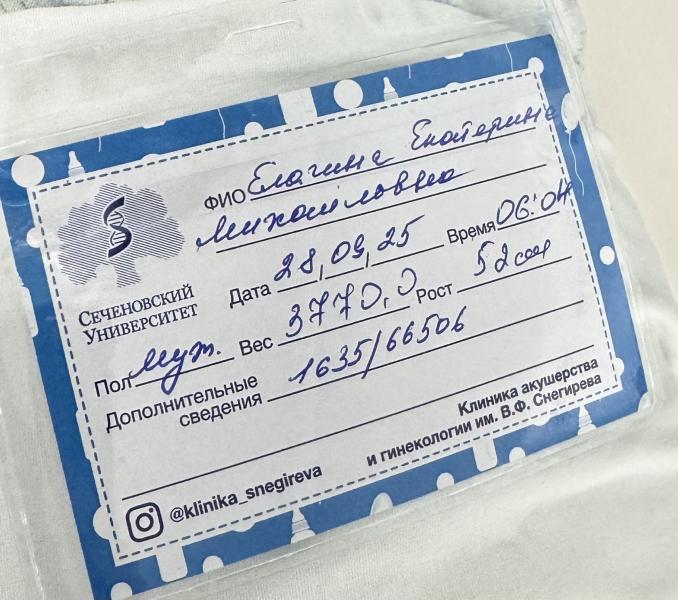 ФИО Елагина Екатерина
Михайловна
Дата 28,09,25 Время 06:04
СЕЧЕНОВСКИЙ
УНИВЕРСИТЕТ
Пол муж. Вес 3770,0 Рост 52 см
Дополнительные
сведения 1635/66506
Клиника акушерства
и гинекологии им. В.Ф. Снегирева
@klinika_snegireva